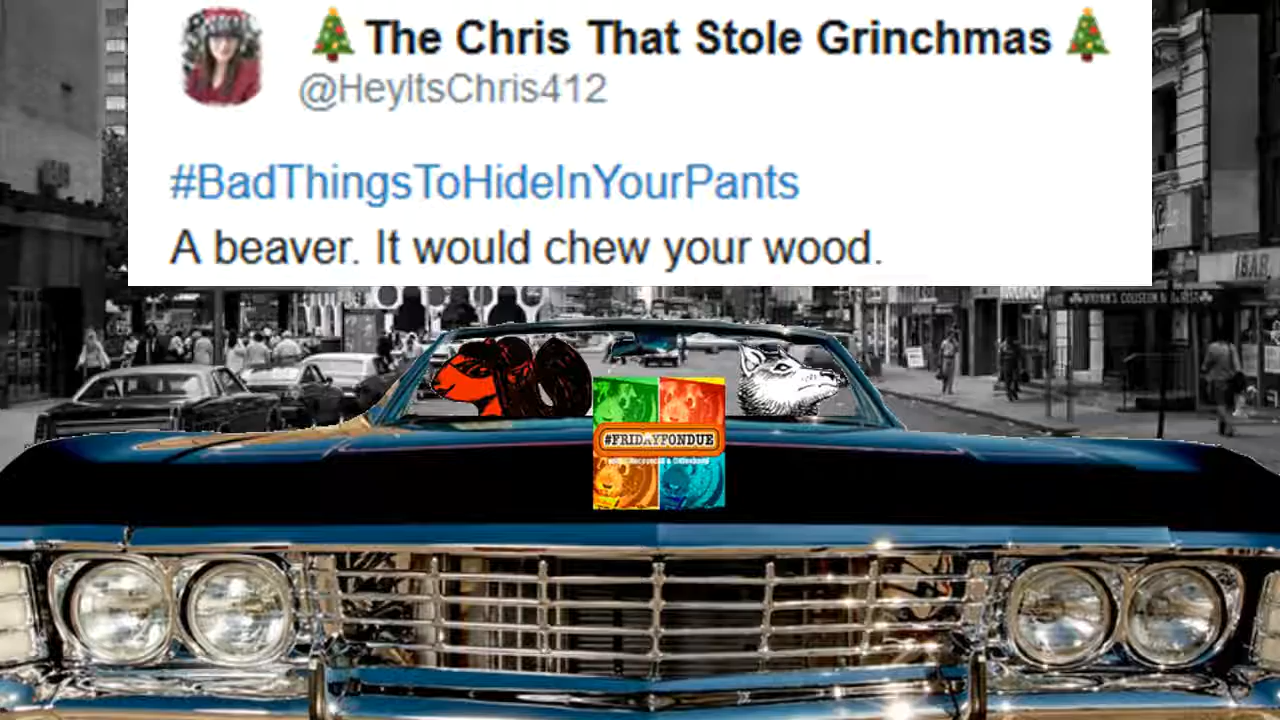 🎄 The Chris That Stole Grinchmas 🎄
@HeyItsChris412
#BadThingsToHideInYourPants
A beaver. It would chew your wood.
#FRIDAYFONDUE
BAR